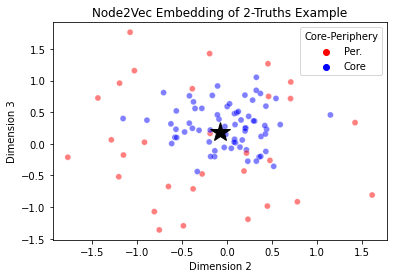 Node2Vec Embedding of 2-Truths Example
Core-Periphery
Per.
Core
Dimension 3
1.5
1.0
0.5
0.0
−0.5
−1.0
−1.5
−1.5 −1.0 −0.5 0.0 0.5 1.0 1.5
Dimension 2